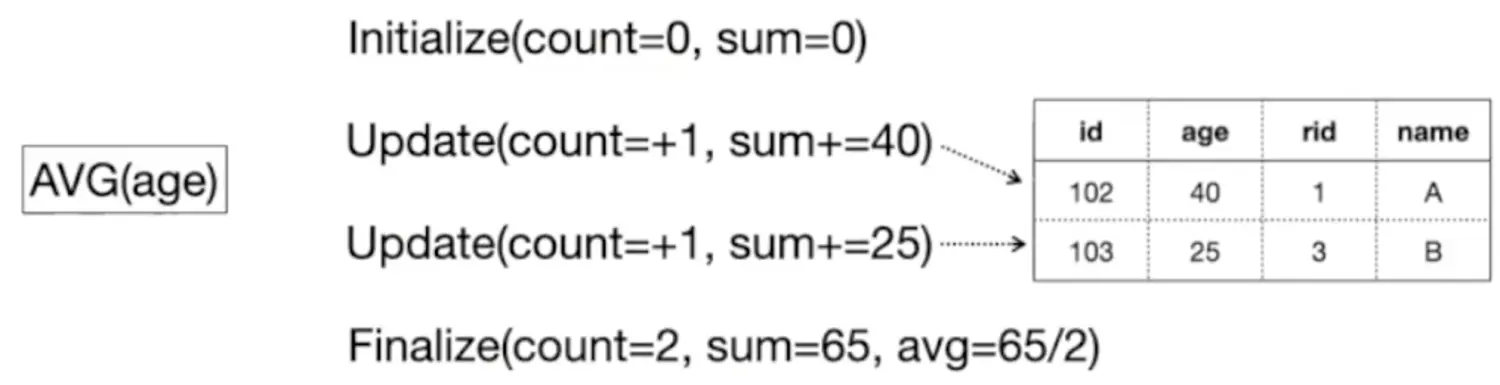 Initialize(count=0, sum=0)
AVG(age)
Update(count=+1, sum+=40)
Update(count=+1, sum+=25)
Finalize(count=2, sum=65, avg=65/2)
id age rid name
102 40 1 A
103 25 3 B